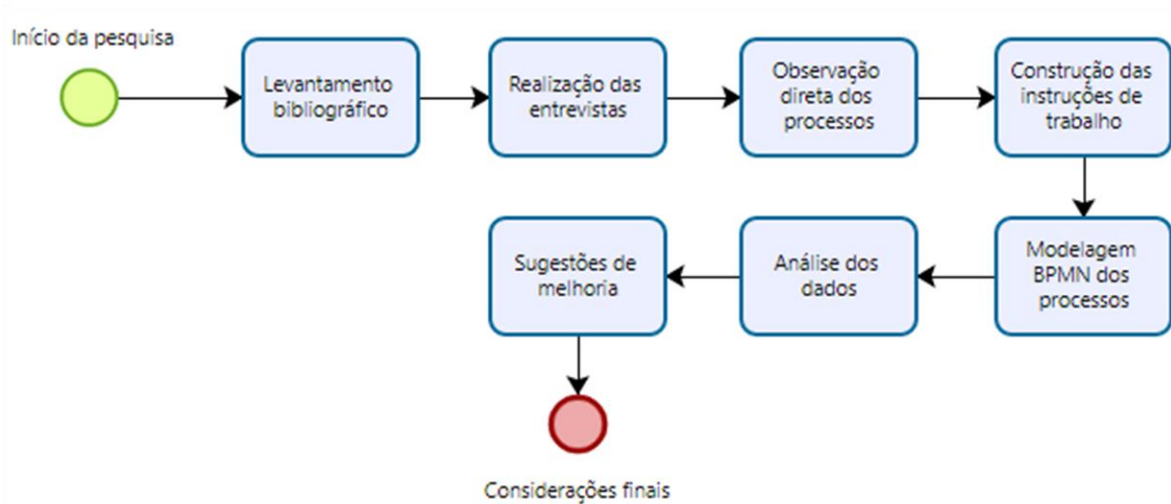 Início da pesquisa
Levantamento
bibliográfico
Realização das
entrevistas
Observação
direta dos
processos
Construção das
instruções de
trabalho
Modelagem
BPMN dos
processos
Análise dos
dados
Sugestões de
melhoria
Considerações finais